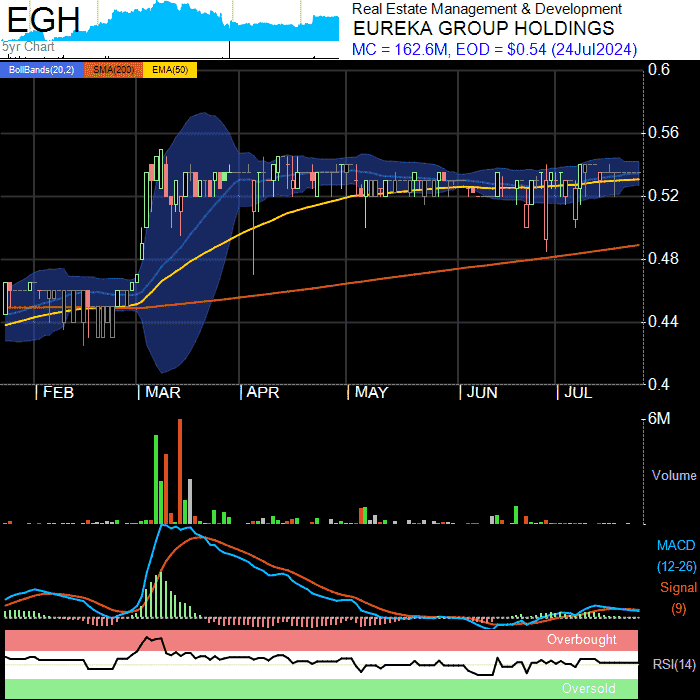 EGH
5yr Chart
Real Estate Management & Development
EUREKA GROUP HOLDINGS
MC = 162.6M, EOD = $0.54 (24Jul2024)
BollBands(20,2) SMA(200) EMA(50)
0.6
0.56
0.52
0.48
0.44
0.4
FEB MAR APR MAY JUN JUL
6M
Volume
MACD
(12-26)
Signal
(9)
Overbought
RSI(14)
Oversold